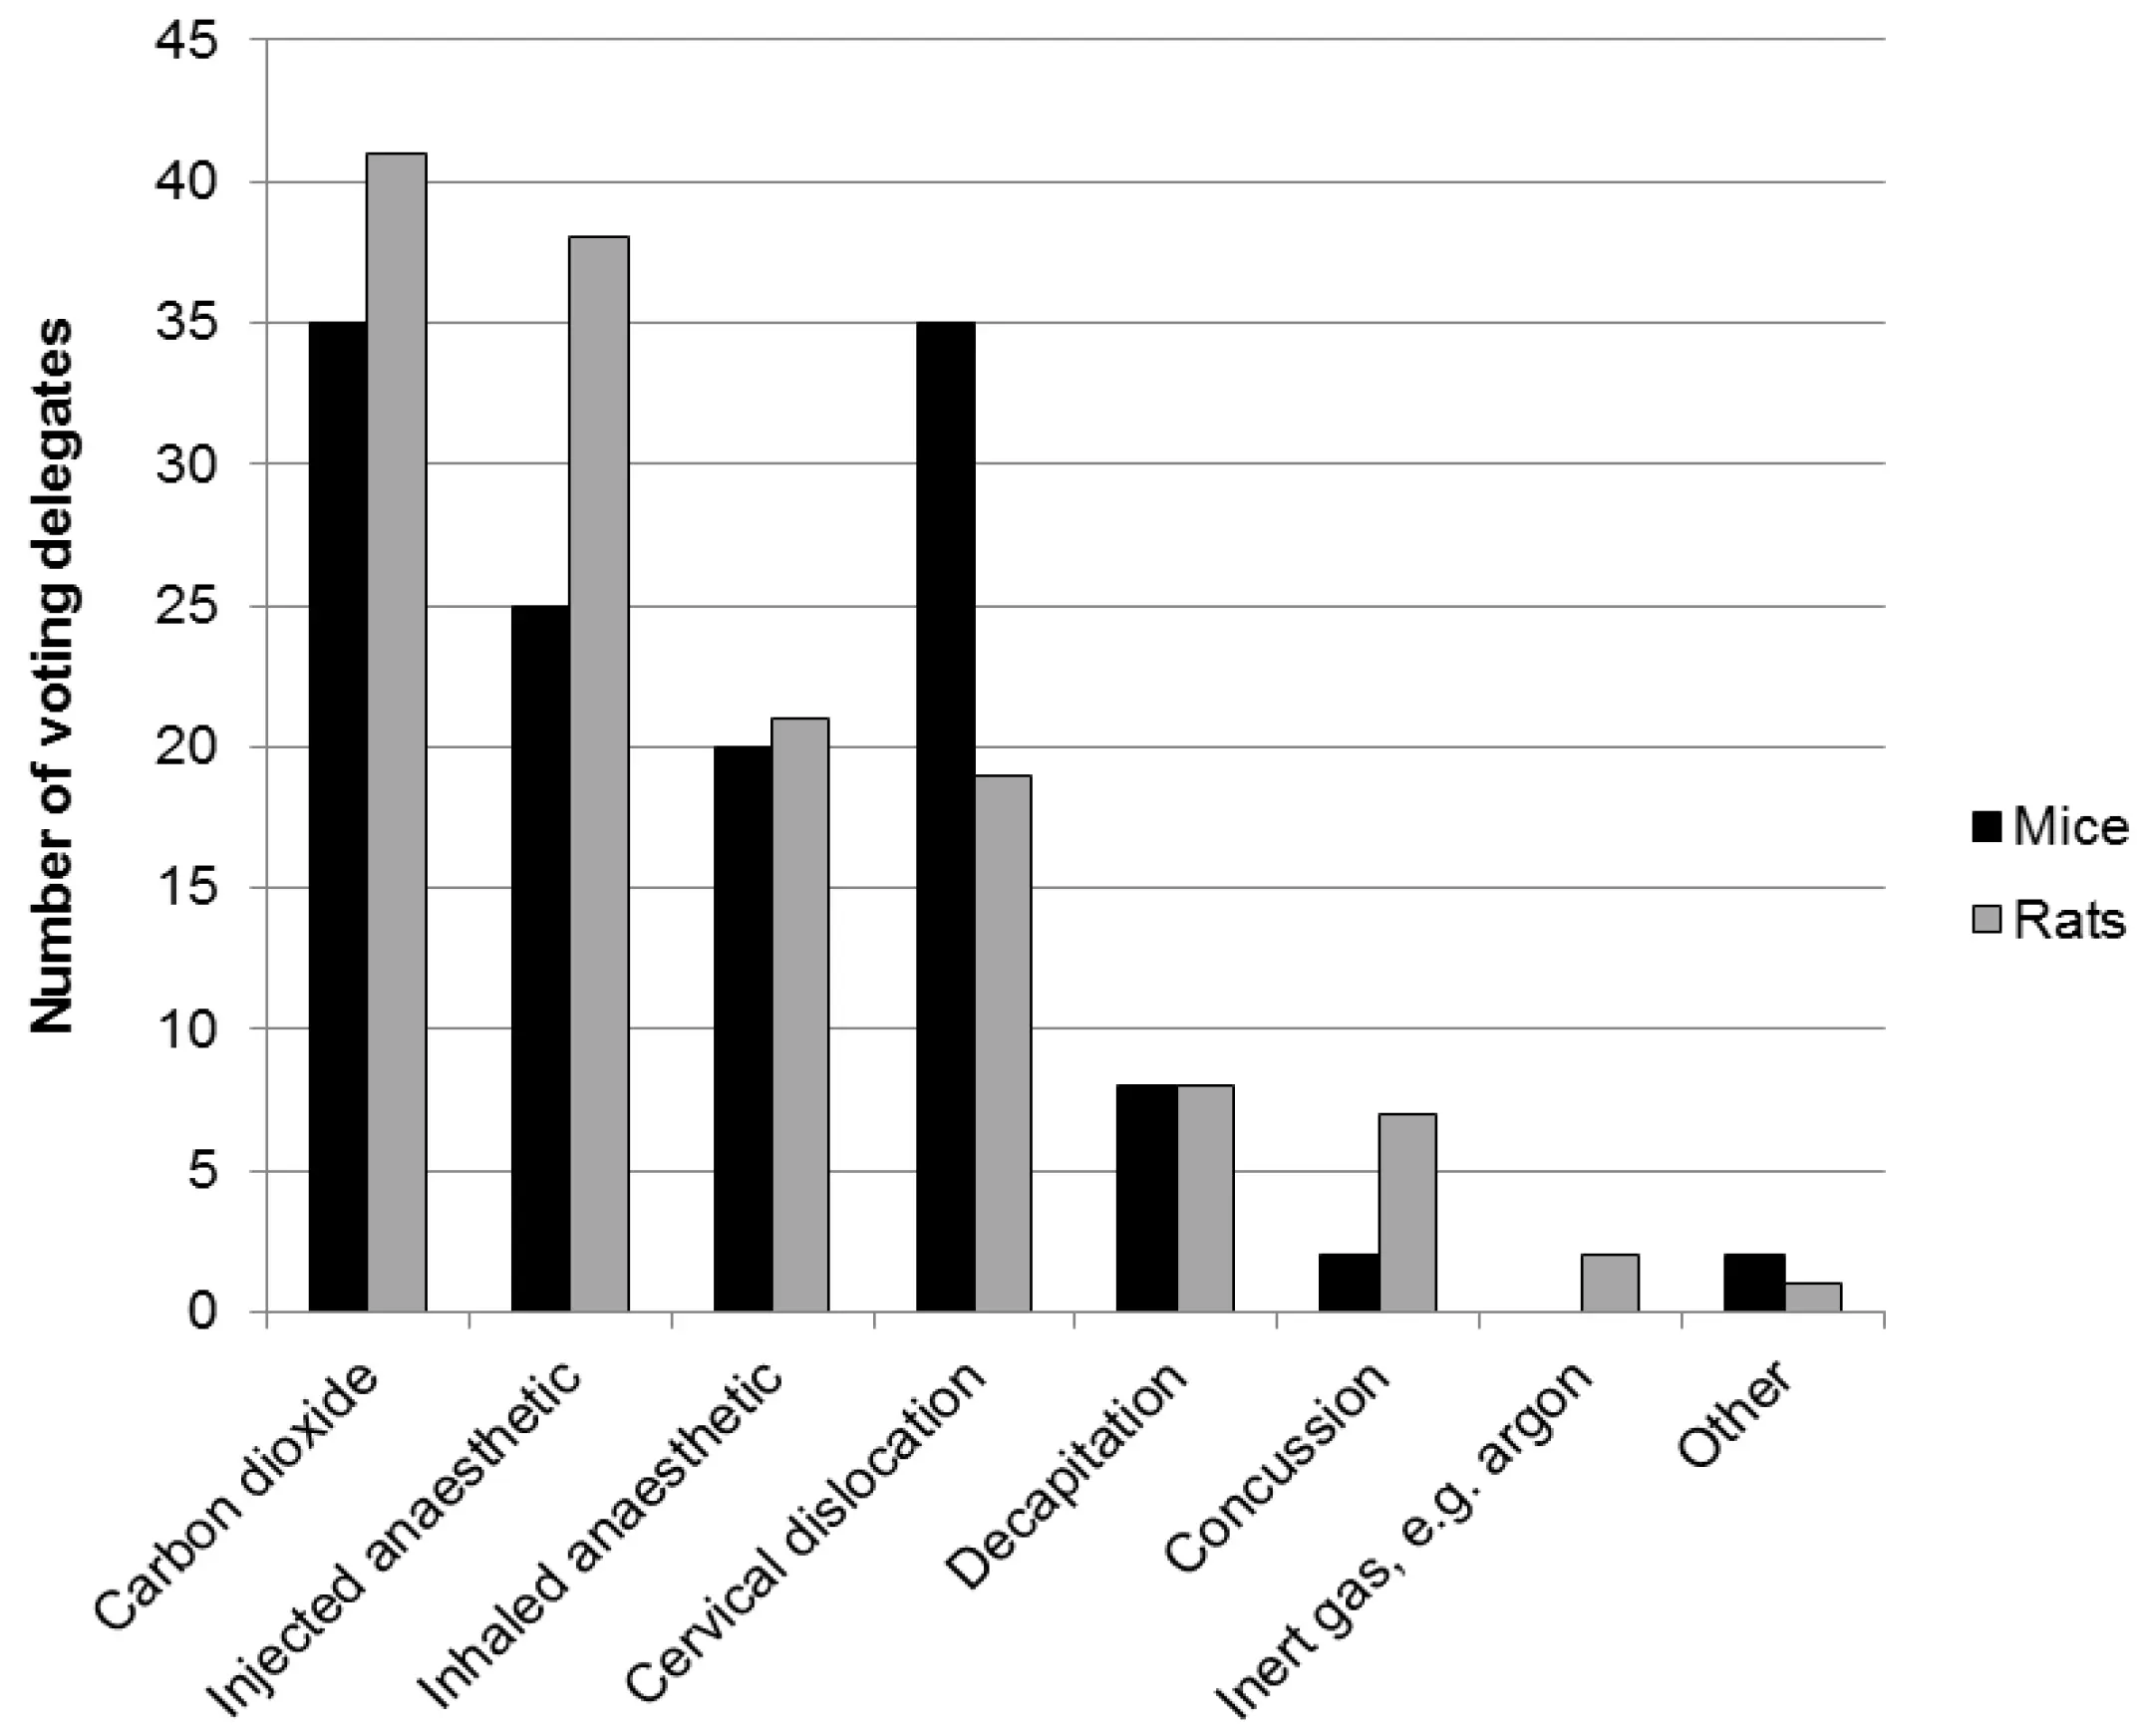 Number of voting delegates
45
40
35
30
25
20
15
10
5
0
Carbon dioxide
Injected anaesthetic
Inhaled anaesthetic
Cervical dislocation
Decapitation
Concussion
Inert gas, e.g. argon
Other
Mice
Rats